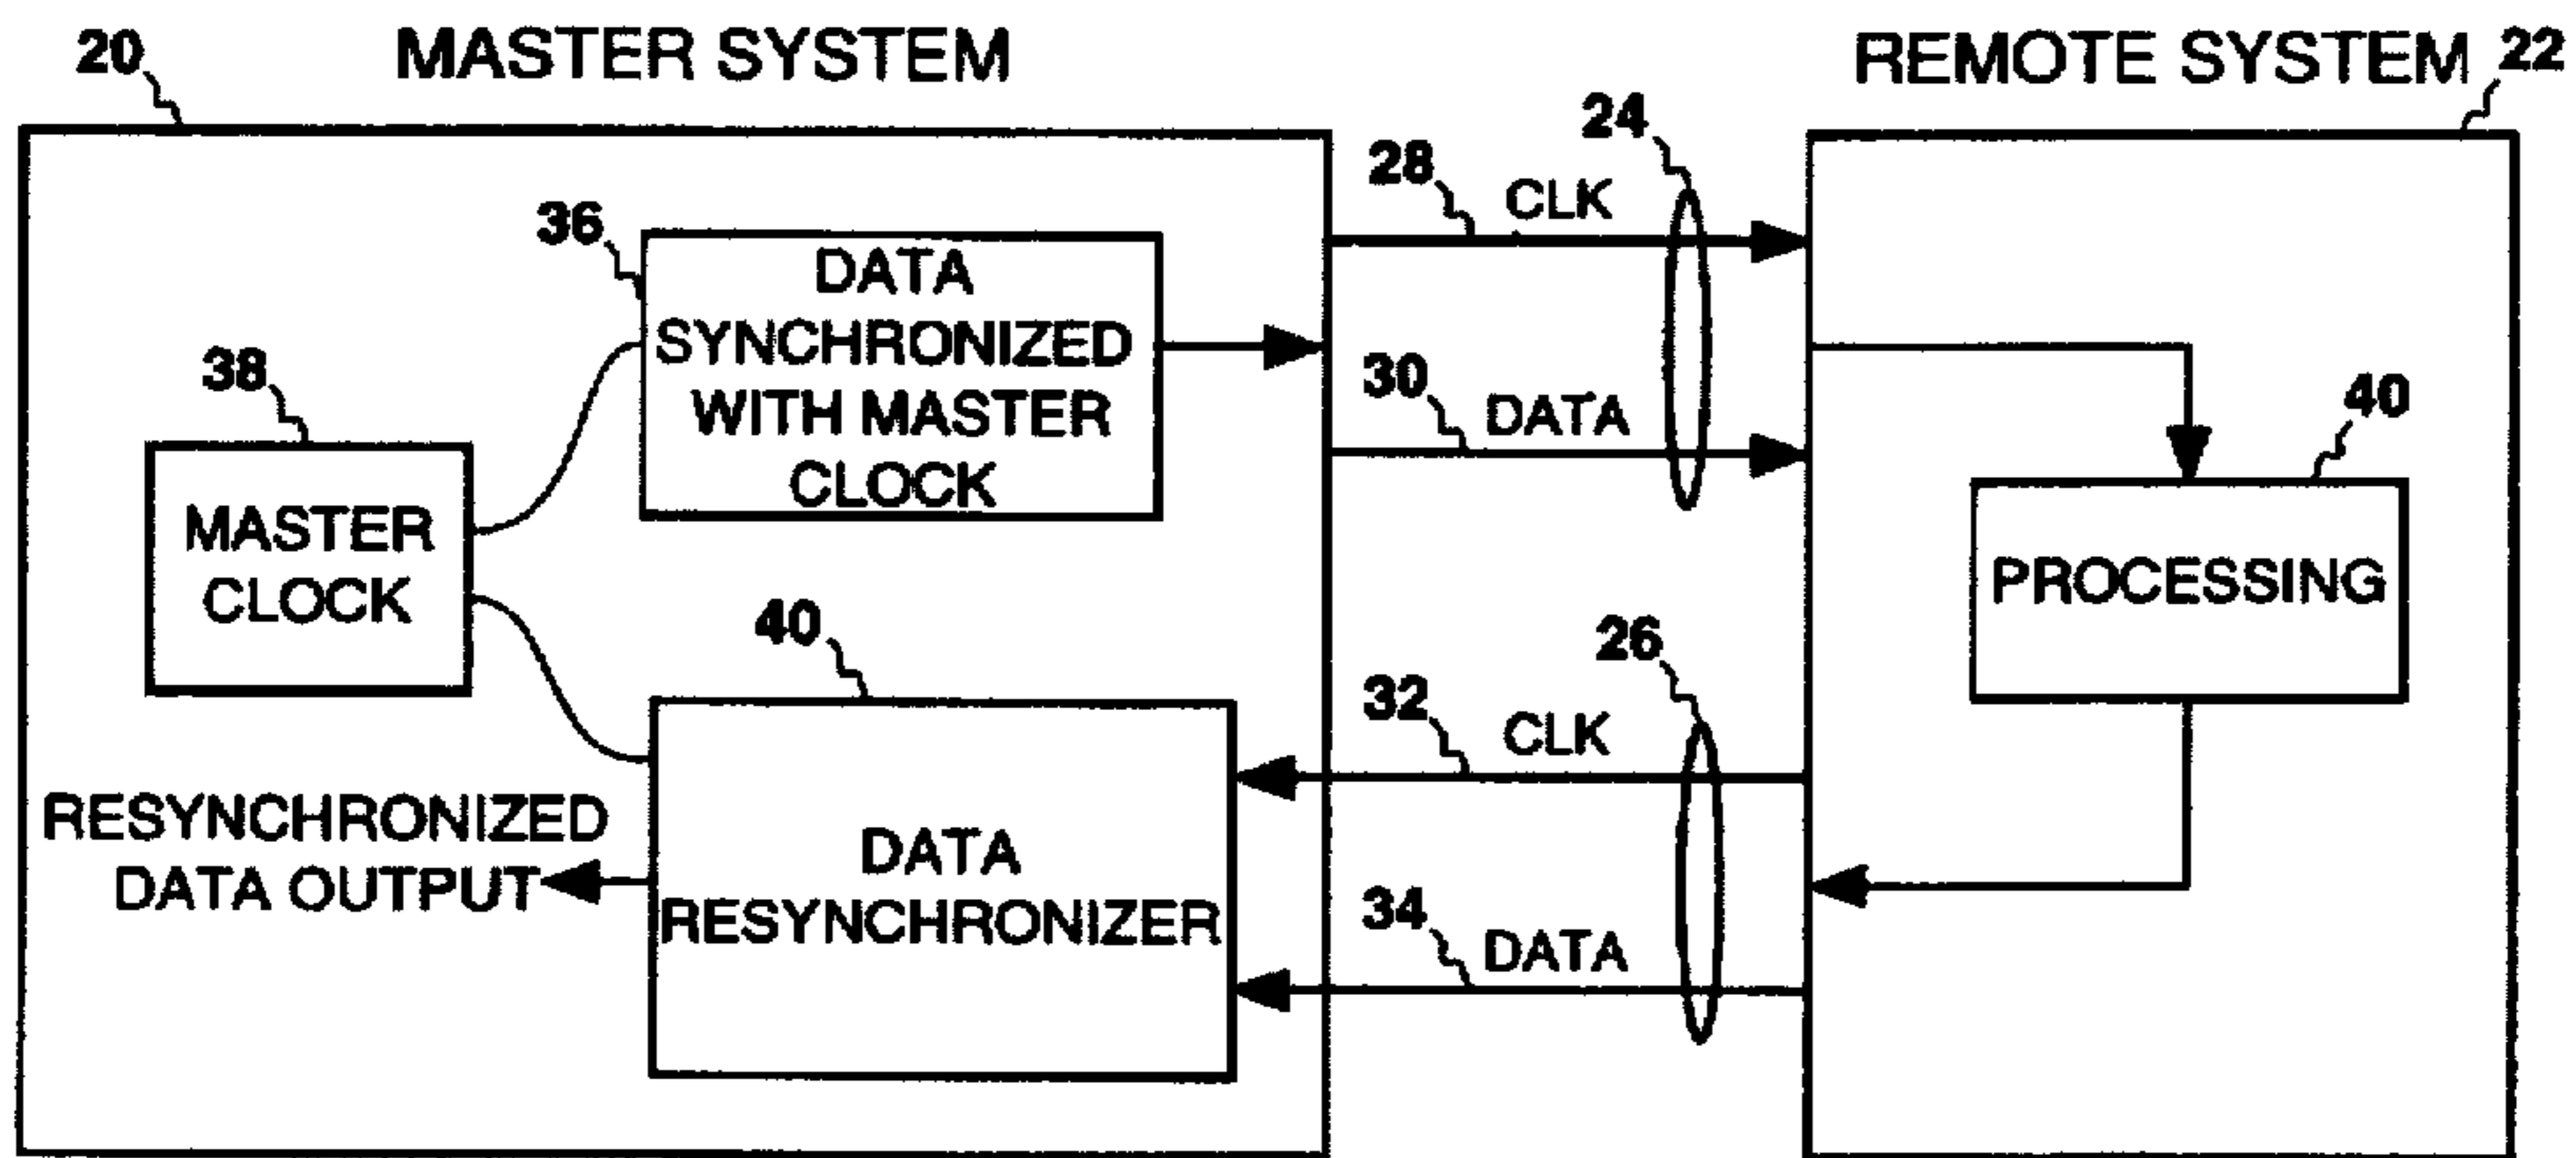 20
MASTER SYSTEM
REMOTE SYSTEM
22
24
28
CLK
36
DATA
SYNCHRONIZED
WITH MASTER
CLOCK
38
MASTER
CLOCK
30
DATA
40
PROCESSING
40
26
32
CLK
RESYNCHRONIZED
DATA OUTPUT
DATA
RESYNCHRONIZER
34
DATA